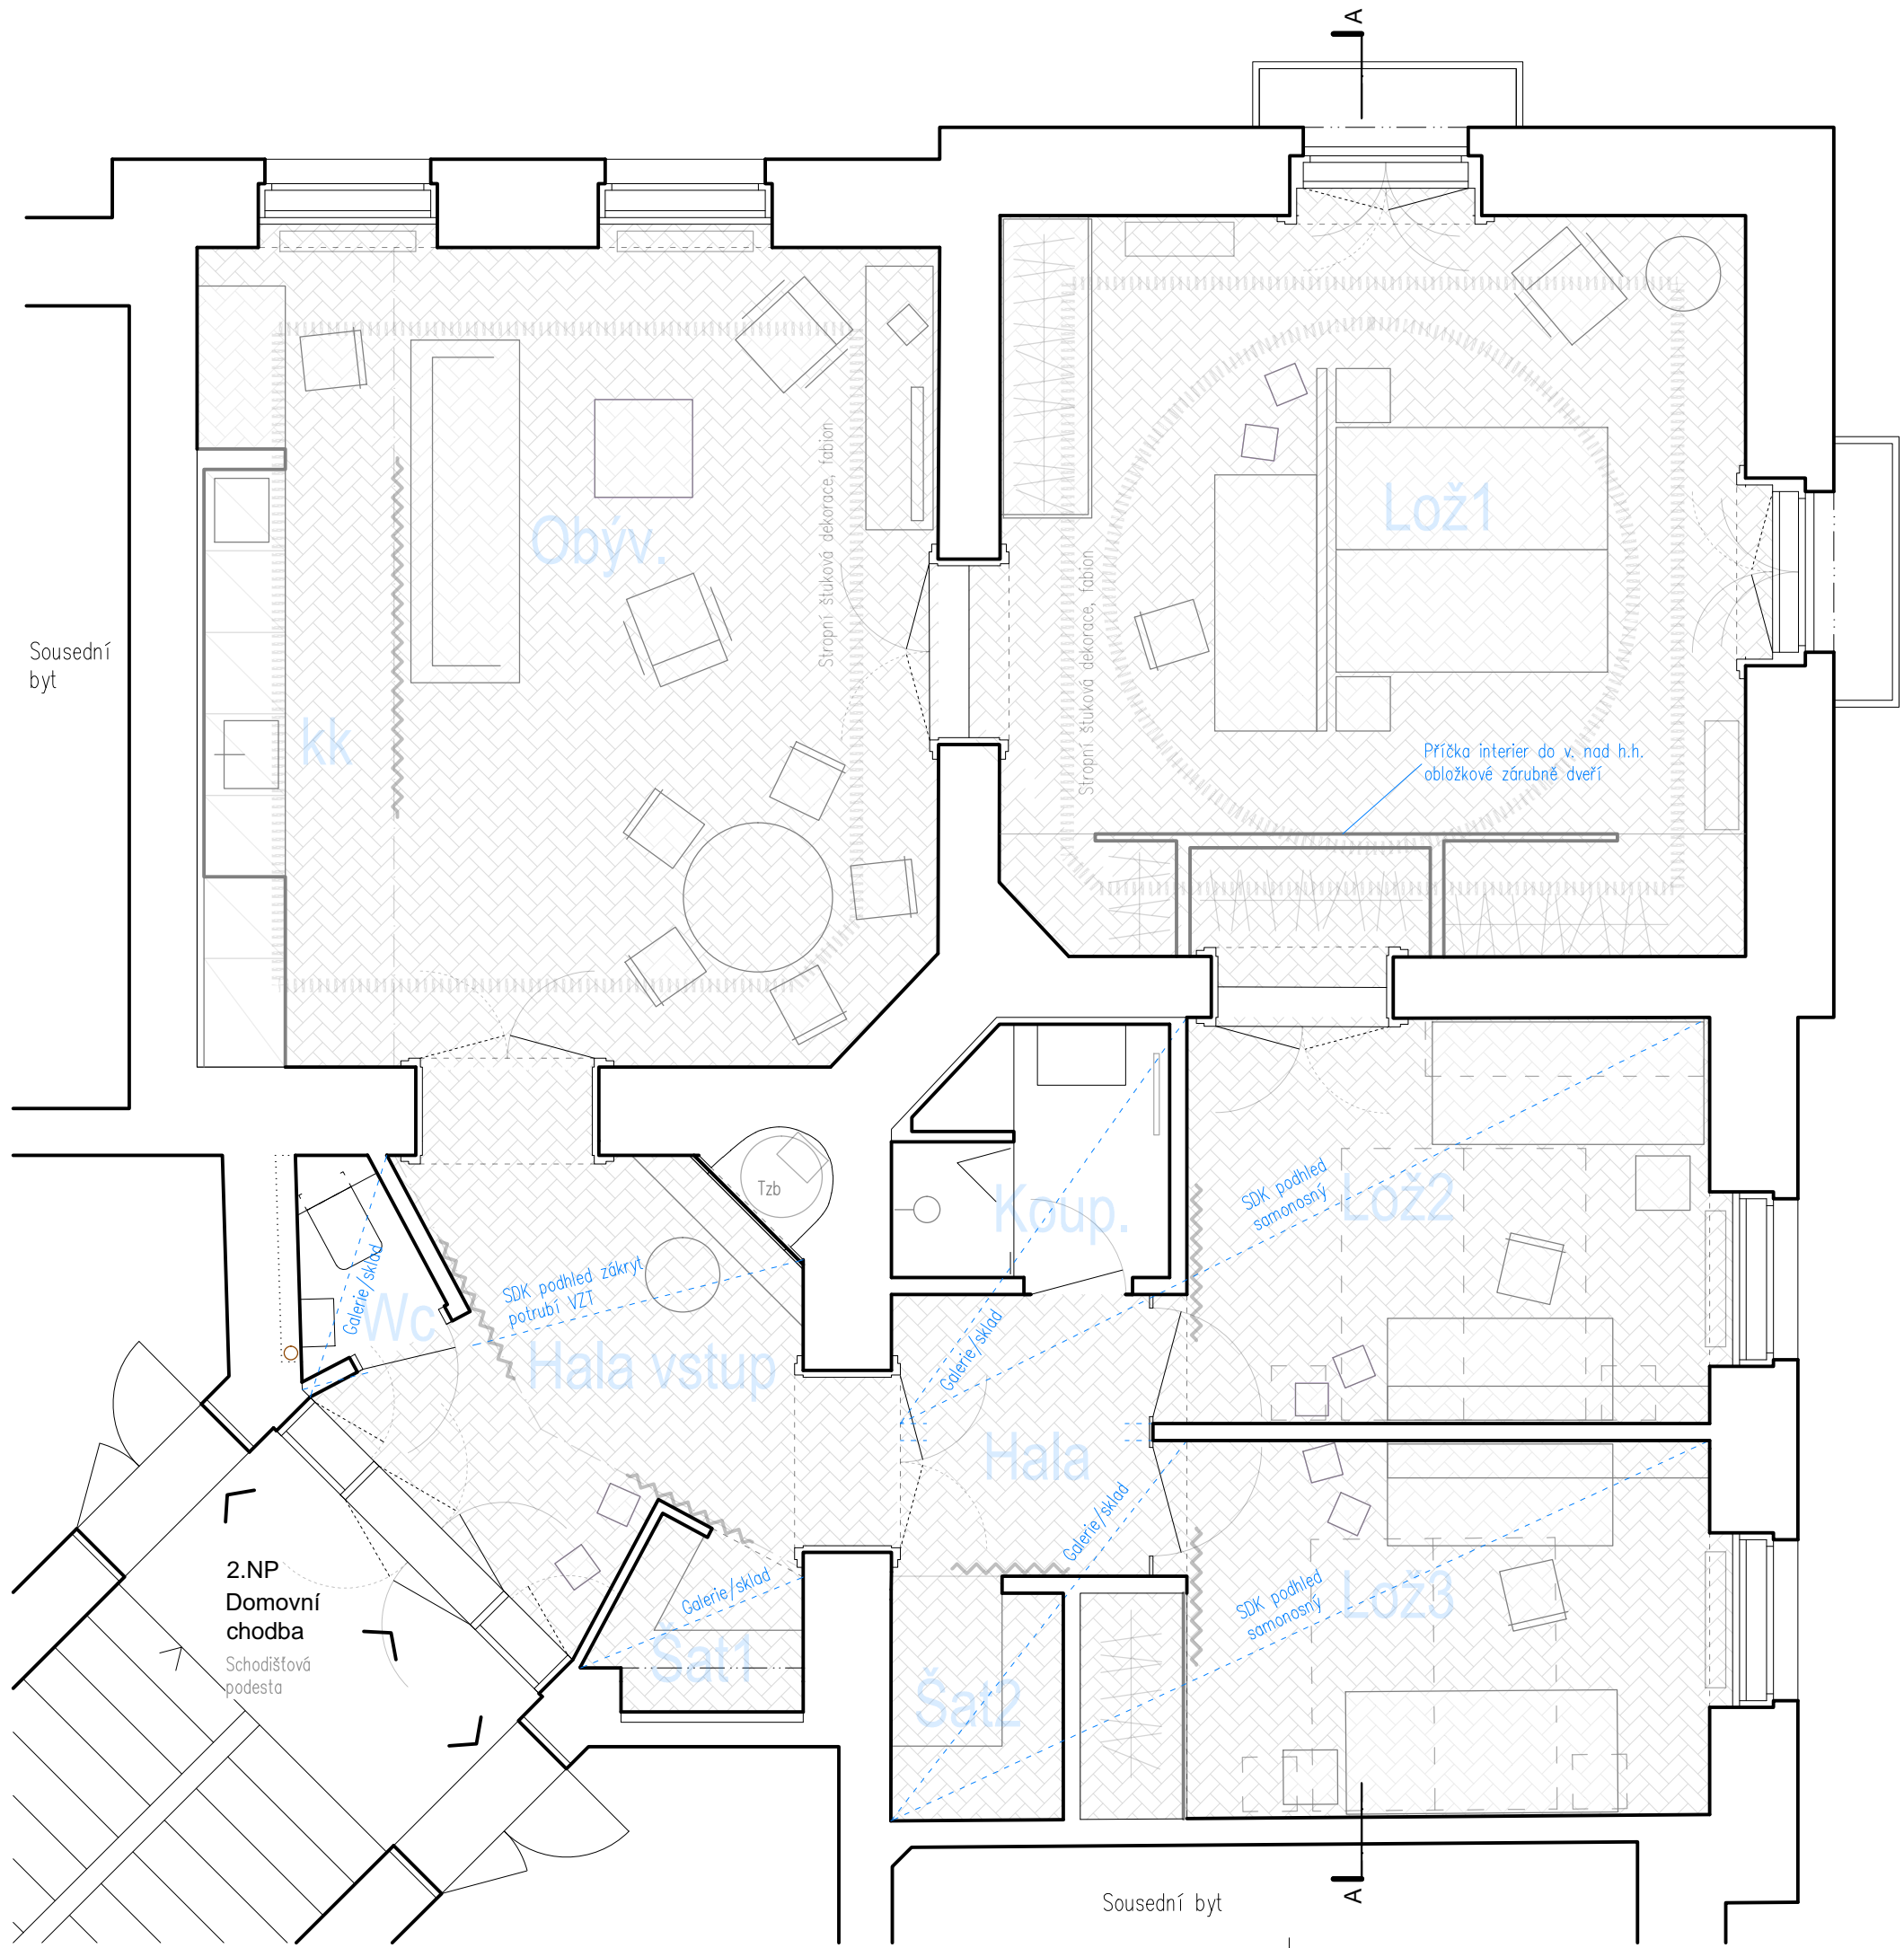 A
Obýv.
Stropní štuková dekorace, fabion
Lož1
Stropní štuková dekorace, fabion
Sousední
byt
kk
Příčka interier do v. nad h.h.
obložkové zárubně dveří
Tzb
Koup.
SDK podhled
samonosný
Lož2
Galerie/sklad
Wc
SDK podhled zákryt
potrubí VZT
Hala vstup
Galerie/sklad
Hala
Galerie/sklad
2.NP
Domovní
chodba
Schodišťová
podesta
Galerie/sklad
Šat1
Šat2
SDK podhled
samonosný
Lož3
Sousední byt
A